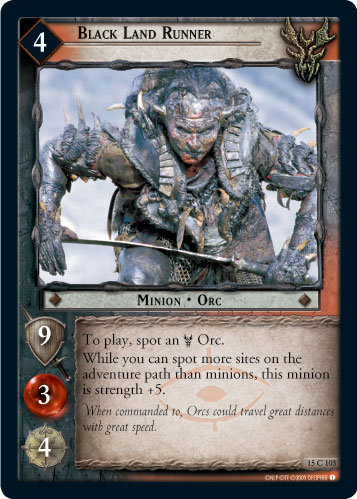 4
Black Land Runner
Minion • Orc
9
To play, spot an Orc.
While you can spot more sites on the
adventure path than minions, this minion
is strength +5.
3
When commanded to, Orcs could travel great distances
with great speed.
4
15 C 103